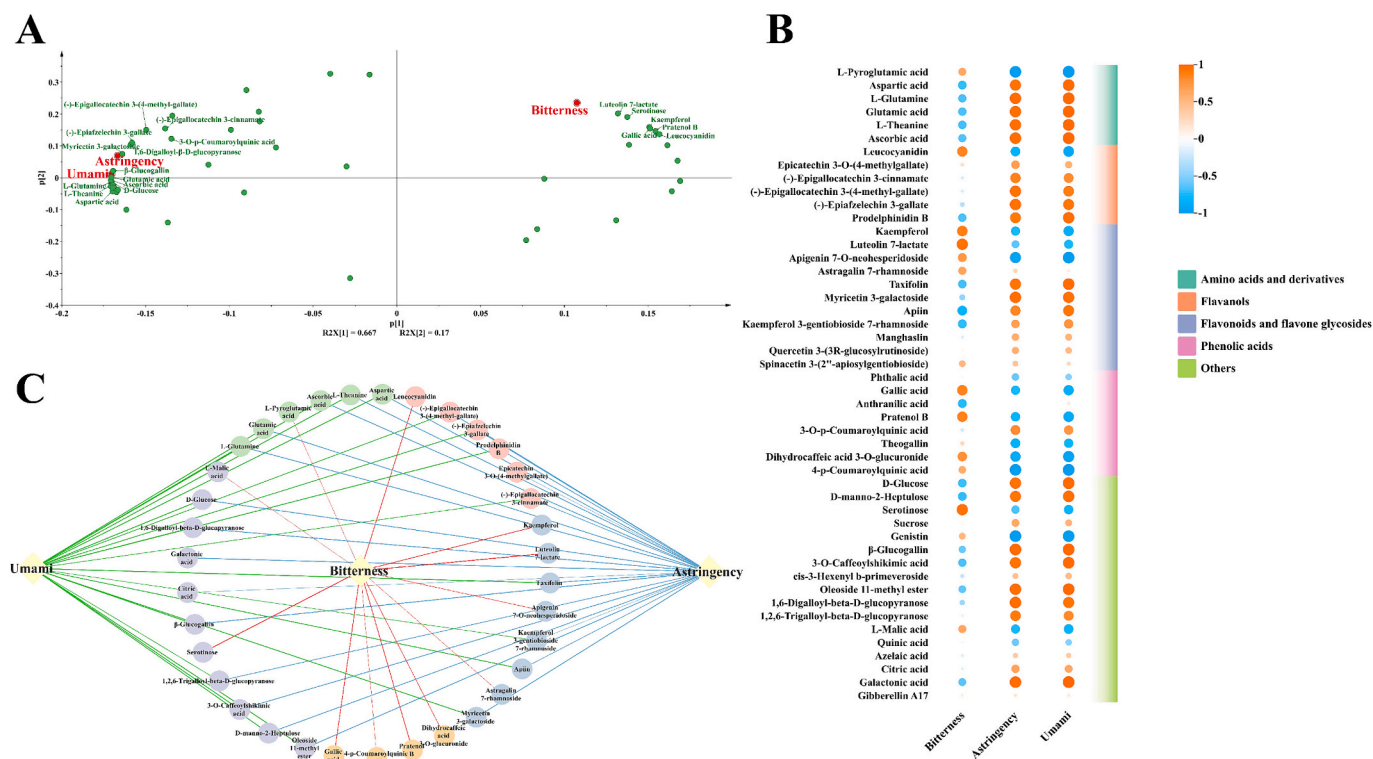 A
p[2]
0.3
0.2
0.1
0
-0.1
-0.2
-0.3
-0.4
-0.2
-0.15
-0.1
-0.05
0
0.05
0.1
0.15
p[1]
R2X[1] = 0.667
R2X[2] = 0.17
(-)-Epigallocatechin 3-(4-methyl-gallate)
(-)-Epigallocatechin 3-cinnamate
(-)-Epiafzelechin 3-gallate
3-O-p-Coumaroylquinic acid
Myricetin 3-galactoside
1,6-Digalloyl-β-D-glucopyranose
Astringency
Umami
β-Glucogallin
Glutamic acid
L-Glutamine
Ascorbic acid
L-Theanine
D-Glucose
Aspartic acid
Bitterness
Luteolin 7-lactate
Serotinose
Kaempferol
Pratenol B
Gallic acid
Leucocyanidin
B
L-Pyroglutamic acid
Aspartic acid
L-Glutamine
Glutamic acid
L-Theanine
Ascorbic acid
Leucocyanidin
Epicatechin 3-O-(4-methylgallate)
(-)-Epigallocatechin 3-cinnamate
(-)-Epigallocatechin 3-(4-methyl-gallate)
(-)-Epiafzelechin 3-gallate
Prodelphinidin B
Kaempferol
Luteolin 7-lactate
Apigenin 7-O-neohesperidoside
Astragalin 7-rhamnoside
Taxifolin
Myricetin 3-galactoside
Apiin
Kaempferol 3-gentiobioside 7-rhamnoside
Manghaslin
Quercetin 3-(3R-glucosylrutinoside)
Spinacetin 3-(2"-apiosylgentiobioside)
Phthalic acid
Gallic acid
Anthranilic acid
Pratenol B
3-O-p-Coumaroylquinic acid
Theogallin
Dihydrocaffeic acid 3-O-glucuronide
4-p-Coumaroylquinic acid
D-Glucose
D-manno-2-Heptulose
Serotinose
Sucrose
Genistin
β-Glucogallin
3-O-Caffeoylshikimic acid
cis-3-Hexenyl b-primeveroside
Oleoside 11-methyl ester
1,6-Digalloyl-beta-D-glucopyranose
1,2,6-Trigalloyl-beta-D-glucopyranose
L-Malic acid
Quinic acid
Azelaic acid
Citric acid
Galactonic acid
Gibberellin A17
Bitterness
Astringency
Umami
1
0.5
0
-0.5
-1
Amino acids and derivatives
Flavanols
Flavonoids and flavone glycosides
Phenolic acids
Others
C
Umami
Bitterness
Astringency
Aspartic
acid
L-Theanine
Ascorbic
acid
L-Pyroglutamic
acid
Glutamic
acid
L-Glutamine
L-Malic
acid
D-Glucose
1,6-Digalloyl-beta-D-glucopyranose
Galactonic
acid
Citric
acid
β-Glucogallin
Serotinose
1,2,6-Trigalloyl-beta-D-glucopyranose
3-O-Caffeoylshikimic
acid
D-manno-2-Heptulose
Oleoside
11-methyl
ester
Gallic
acid
4-p-Coumaroylquinic
Pratenol
B
Dihydrocaffeic
acid
3-O-glucuronide
Myricetin
3-galactoside
Astragalin
7-rhamnoside
Apiin
Kaempferol
3-gentiobioside
7-rhamnoside
Apigenin
7-O-neohesperidoside
Taxifolin
Luteolin
7-lactate
Kaempferol
(-)-Epigallocatechin
3-cinnamate
Epicatechin
3-O-(4-methylgallate)
Prodelphinidin
B
(-)-Epiafzelechin
3-gallate
(-)-Epigallocatechin
3-(4-methyl-gallate)
Leucocyanidin